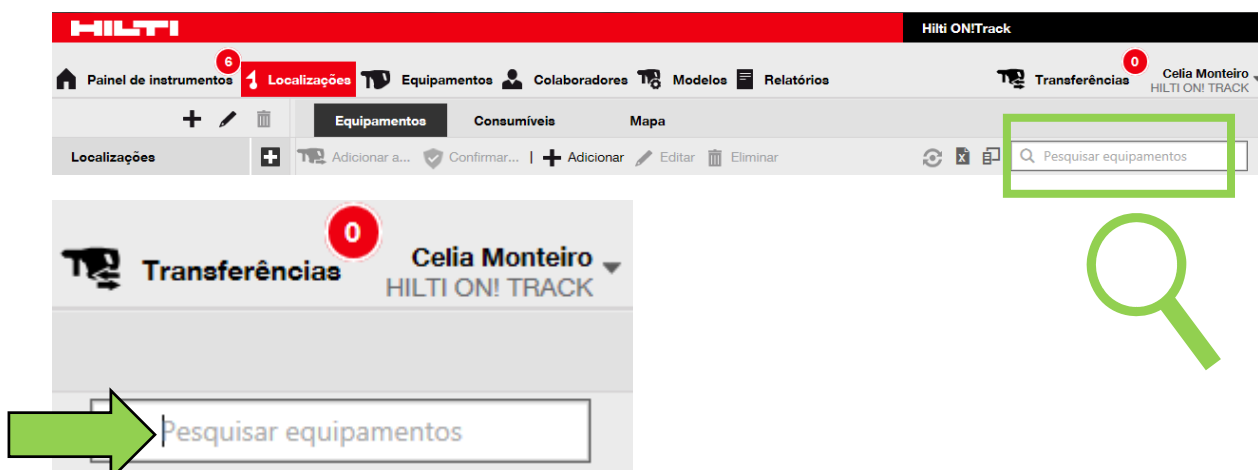 HILTI
Hilti ON!Track
Painel de instrumentos 6 Localizações Equipamentos Colaboradores Modelos Relatórios Transferências 0 Celia Monteiro
HILTI ON! TRACK
Equipamentos Consumíveis Mapa
Localizações Adicionar a... Confirmar... | Adicionar Editar Eliminar Pesquisar equipamentos
0
Transferências Celia Monteiro
HILTI ON! TRACK
Pesquisar equipamentos